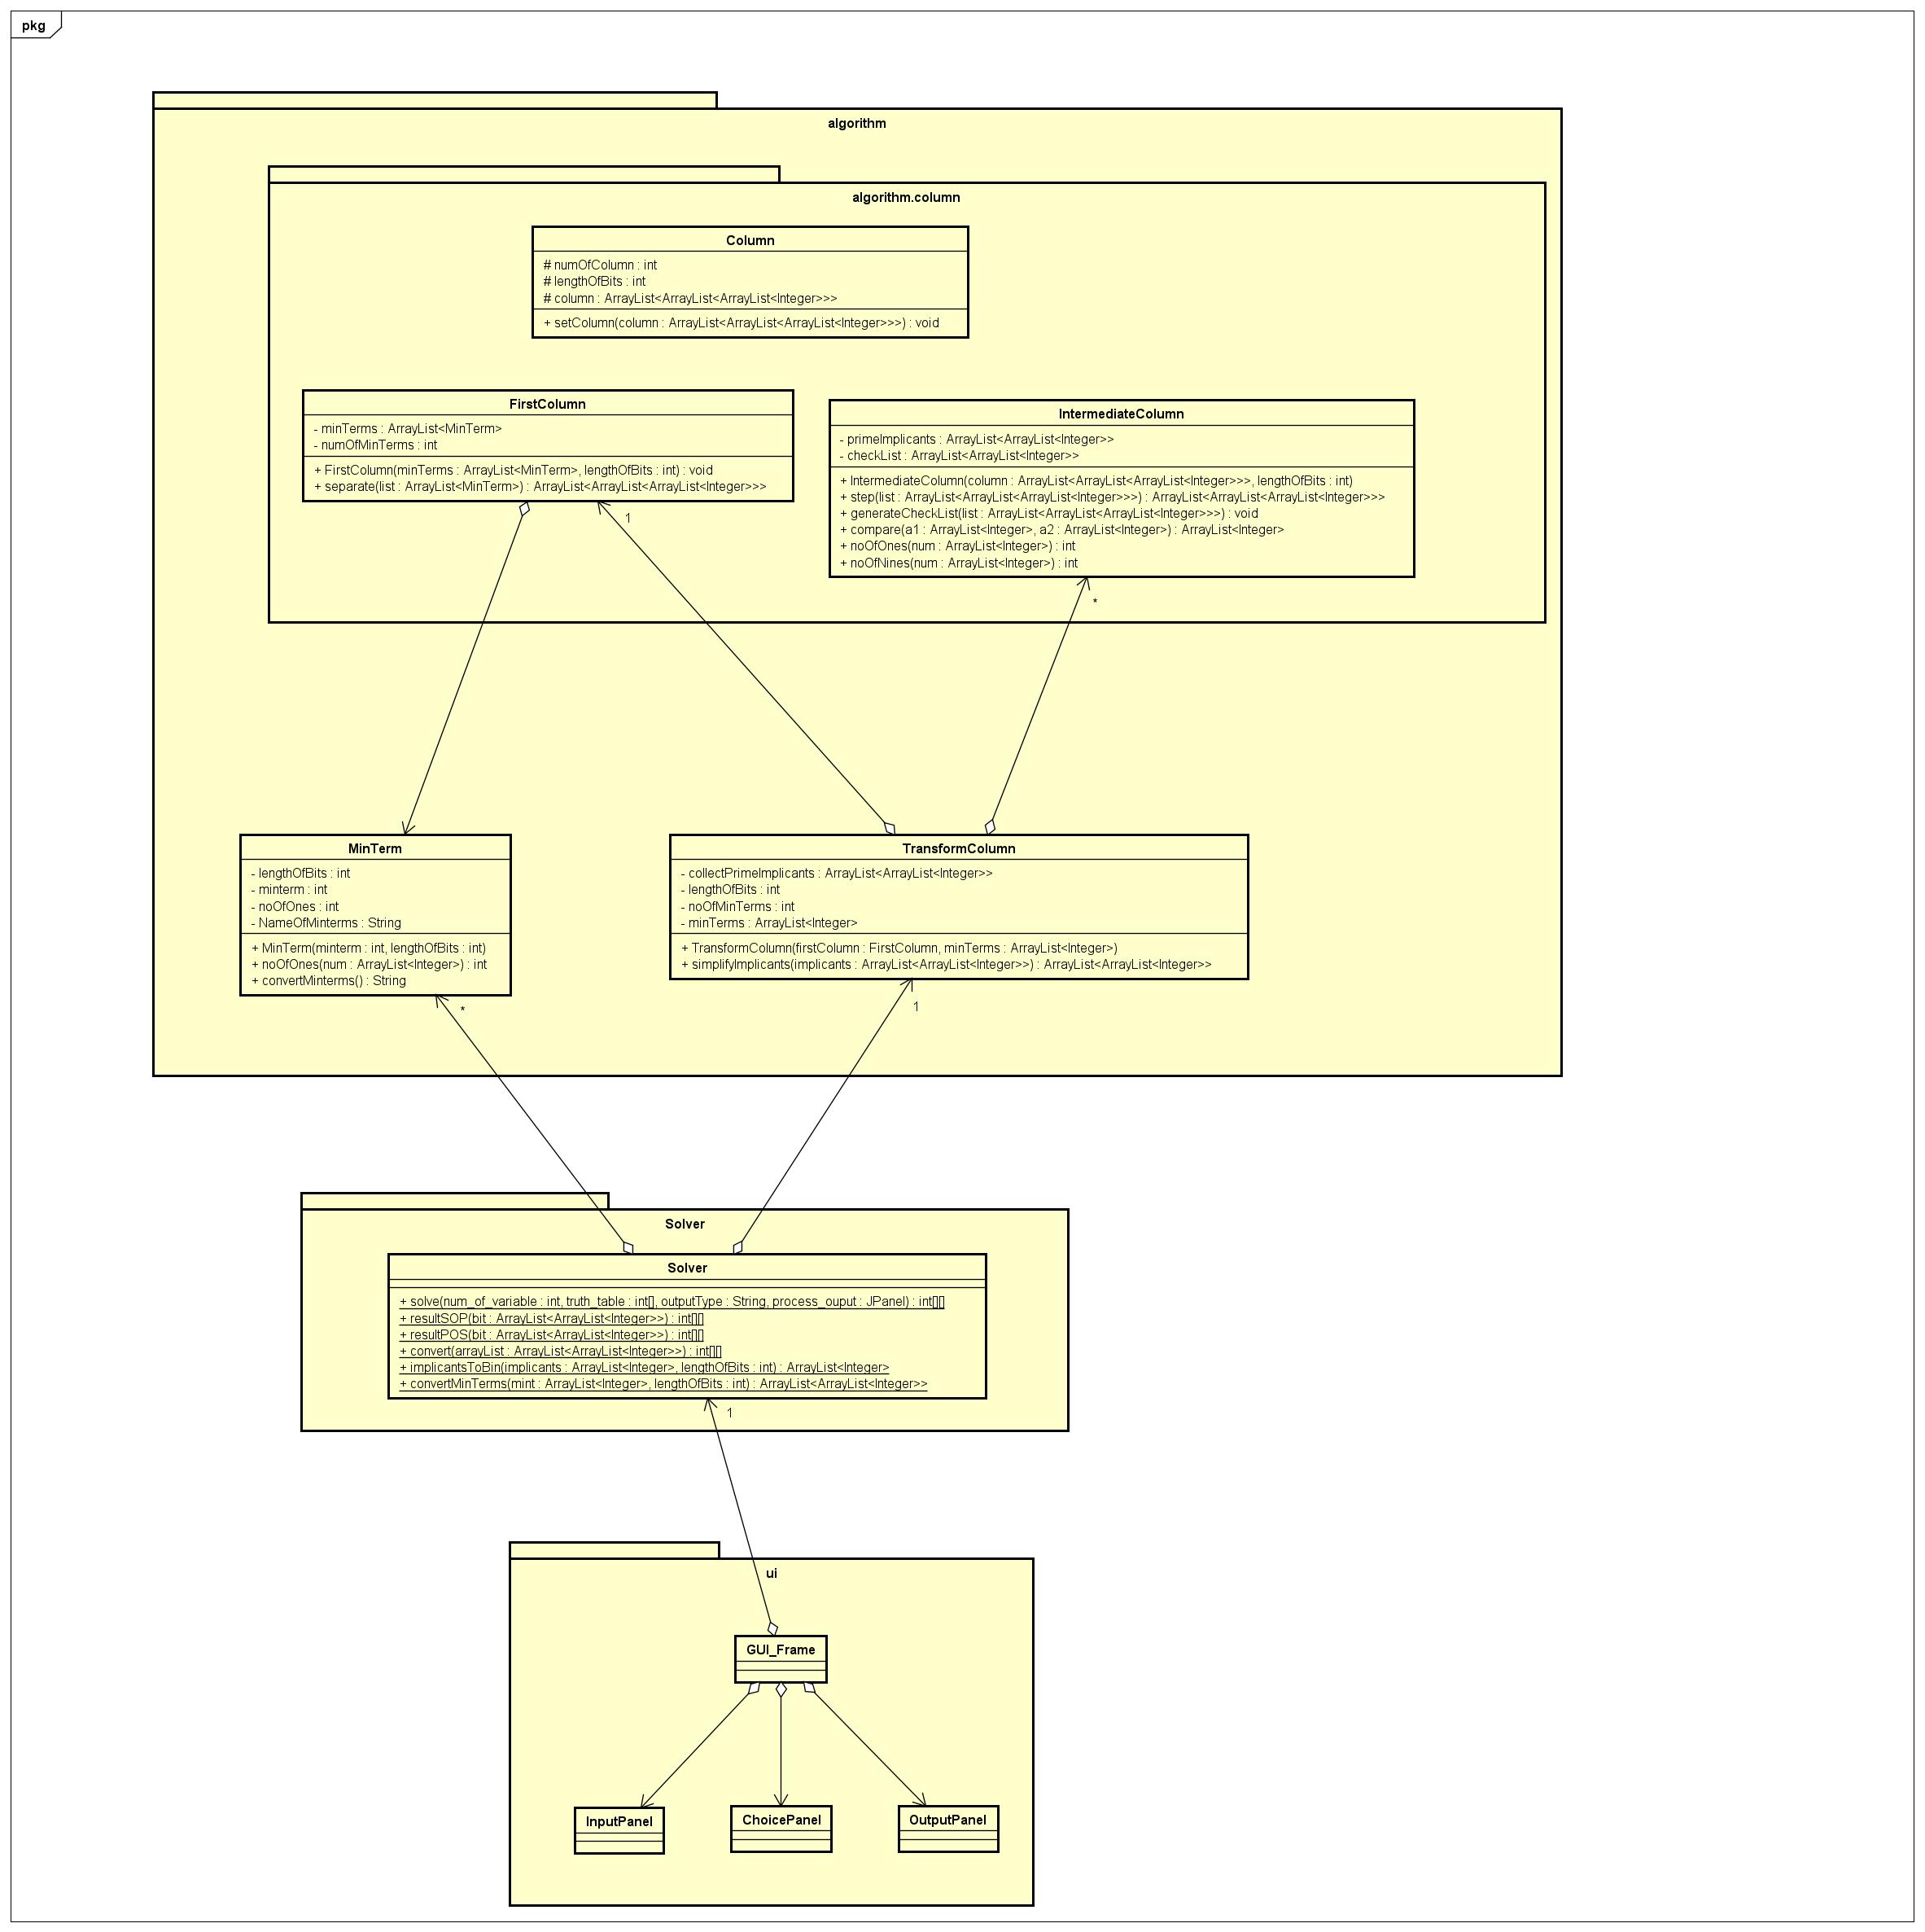 pkg
algorithm
algorithm.column
Column
# numOfColumn : int
# lengthOfBits : int
# column : ArrayList<ArrayList<ArrayList<Integer>>>
+ setColumn(column : ArrayList<ArrayList<ArrayList<Integer>>>) : void
FirstColumn
- minTerms : ArrayList<MinTerm>
- numOfMinTerms : int
+ FirstColumn(minTerms : ArrayList<MinTerm>, lengthOfBits : int) : void
+ separate(list : ArrayList<MinTerm>) : ArrayList<ArrayList<ArrayList<Integer>>>
1
IntermediateColumn
- primeImplicants : ArrayList<ArrayList<Integer>>
- checkList : ArrayList<ArrayList<Integer>>
+ IntermediateColumn(column : ArrayList<ArrayList<ArrayList<Integer>>>, lengthOfBits : int)
+ step(list : ArrayList<ArrayList<ArrayList<Integer>>>) : ArrayList<ArrayList<ArrayList<Integer>>>
+ generateCheckList(list : ArrayList<ArrayList<ArrayList<Integer>>>) : void
+ compare(a1 : ArrayList<Integer>, a2 : ArrayList<Integer>) : ArrayList<Integer>
+ noOfOnes(num : ArrayList<Integer>) : int
+ noOfNines(num : ArrayList<Integer>) : int
*
MinTerm
- lengthOfBits : int
- minterm : int
- noOfOnes : int
- NameOfMinterms : String
+ MinTerm(minterm : int, lengthOfBits : int)
+ noOfOnes(num : ArrayList<Integer>) : int
+ convertMinterms() : String
*
TransformColumn
- collectPrimeImplicants : ArrayList<ArrayList<Integer>>
- lengthOfBits : int
- noOfMinTerms : int
- minTerms : ArrayList<Integer>
+ TransformColumn(firstColumn : FirstColumn, minTerms : ArrayList<Integer>)
+ simplifyImplicants(implicants : ArrayList<ArrayList<Integer>>) : ArrayList<ArrayList<Integer>>
1
Solver
Solver
+ solve(num_of_variable : int, truth_table : int[], outputType : String, process_ouput : JPanel) : int[][]
+ resultSOP(bit : ArrayList<ArrayList<Integer>>) : int[][]
+ resultPOS(bit : ArrayList<ArrayList<Integer>>) : int[][]
+ convert(arrayList : ArrayList<ArrayList<Integer>>) : int[][]
+ implicantsToBin(implicants : ArrayList<Integer>, lengthOfBits : int) : ArrayList<Integer>
+ convertMinTerms(mint : ArrayList<Integer>, lengthOfBits : int) : ArrayList<ArrayList<Integer>>
1
ui
GUI_Frame
InputPanel
ChoicePanel
OutputPanel